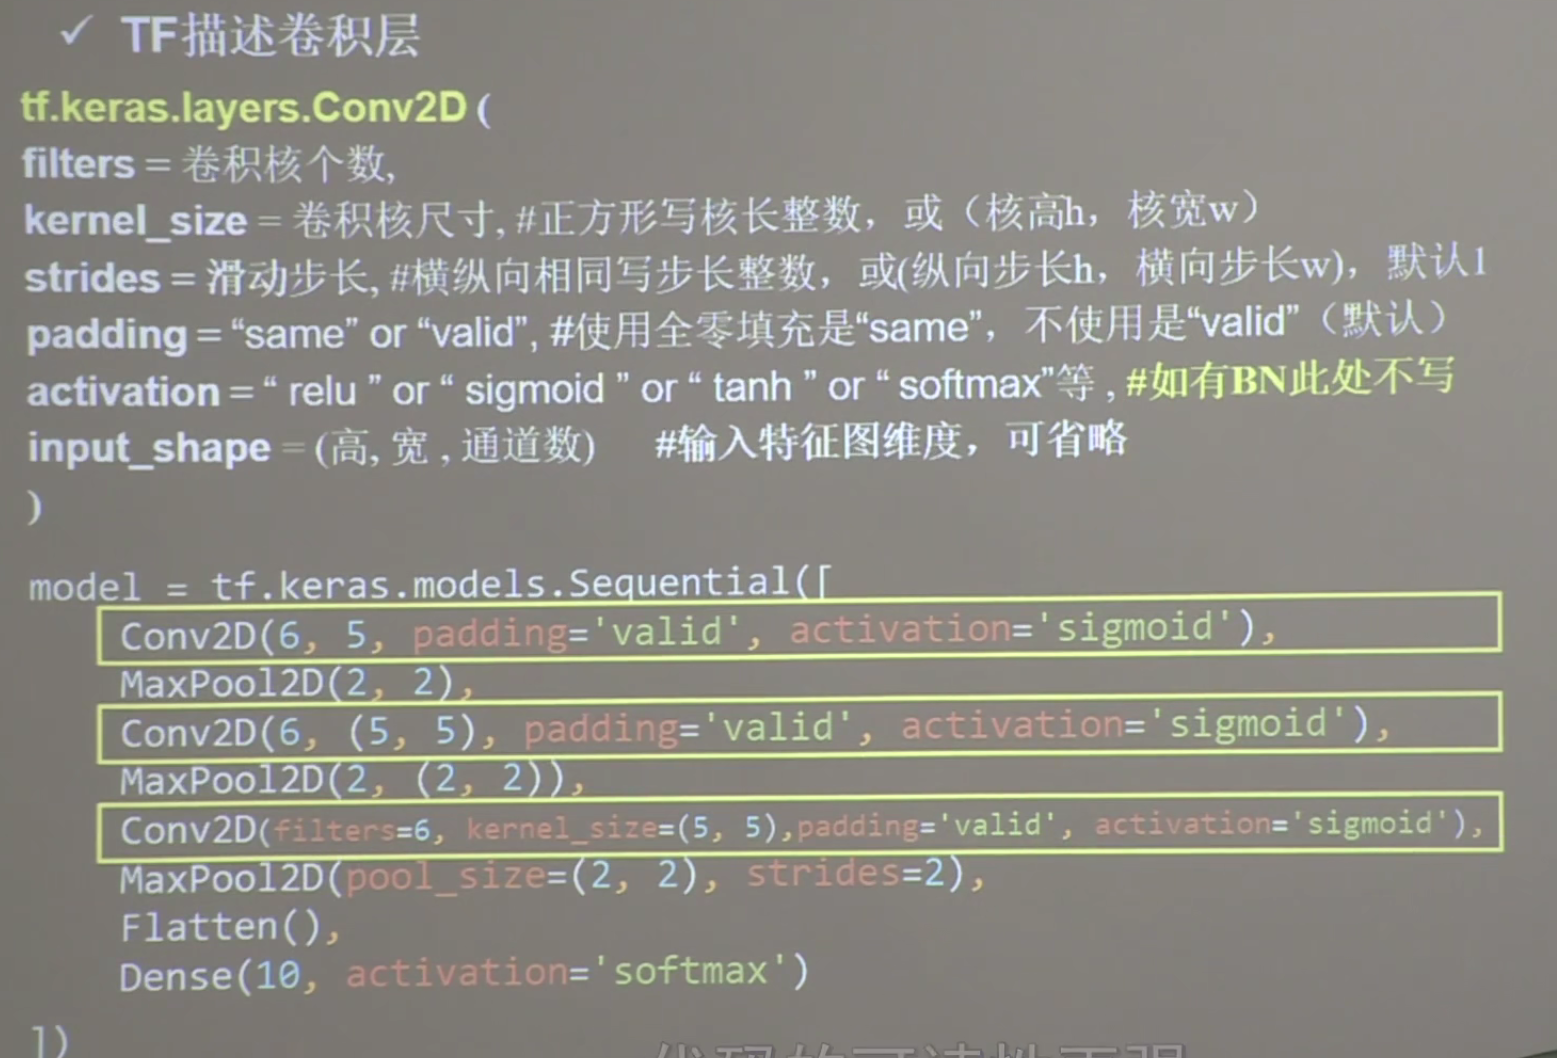 ✓ TF描述卷积层
tf.keras.layers.Conv2D (
filters = 卷积核个数,
kernel_size = 卷积核尺寸, #正方形写核长整数，或（核高h，核宽w）
strides = 滑动步长, #横纵向相同写步长整数，或(纵向步长h，横向步长w)，默认1
padding = “same” or “valid”, #使用全零填充是“same”，不使用是“valid”（默认）
activation = “ relu ” or “ sigmoid ” or “ tanh ” or “ softmax”等 , #如有BN此处不写
input_shape = (高, 宽 , 通道数) #输入特征图维度，可省略
)
model = tf.keras.models.Sequential([
Conv2D(6, 5, padding='valid', activation='sigmoid'),
MaxPool2D(2, 2),
Conv2D(6, (5, 5), padding='valid', activation='sigmoid'),
MaxPool2D(2, (2, 2)),
Conv2D(filters=6, kernel_size=(5, 5),padding='valid', activation='sigmoid'),
MaxPool2D(pool_size=(2, 2), strides=2),
Flatten(),
Dense(10, activation='softmax')
])
代码的可读性更强